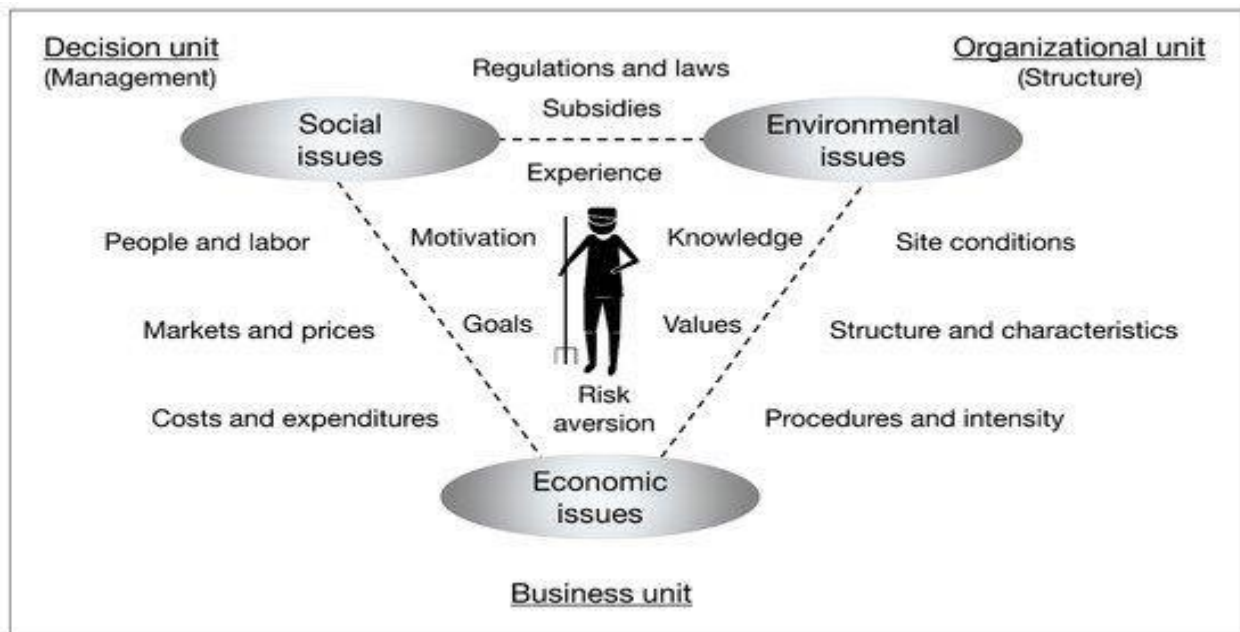 Decision unit
(Management)
Organizational unit
(Structure)
Regulations and laws
Subsidies
Social
issues
Environmental
issues
Experience
People and labor
Motivation
Knowledge
Site conditions
Markets and prices
Goals
Values
Structure and characteristics
Risk
aversion
Costs and expenditures
Procedures and intensity
Economic
issues
Business unit